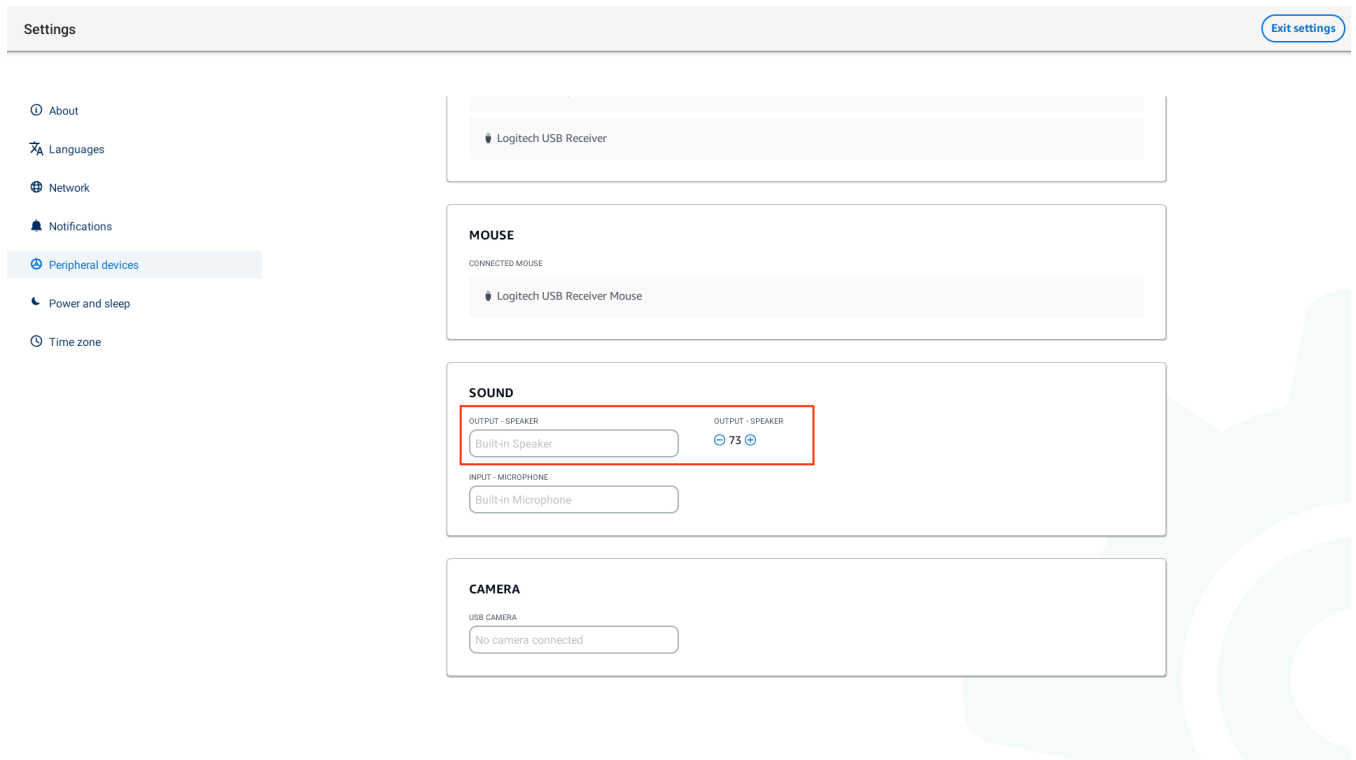 Settings
Exit settings
About
Languages
Network
Notifications
Peripheral devices
Power and sleep
Time zone
Logitech USB Receiver
MOUSE
CONNECTED MOUSE
Logitech USB Receiver Mouse
SOUND
OUTPUT - SPEAKER
Built-in Speaker
OUTPUT - SPEAKER
73
INPUT - MICROPHONE
Built-in Microphone
CAMERA
USB CAMERA
No camera connected